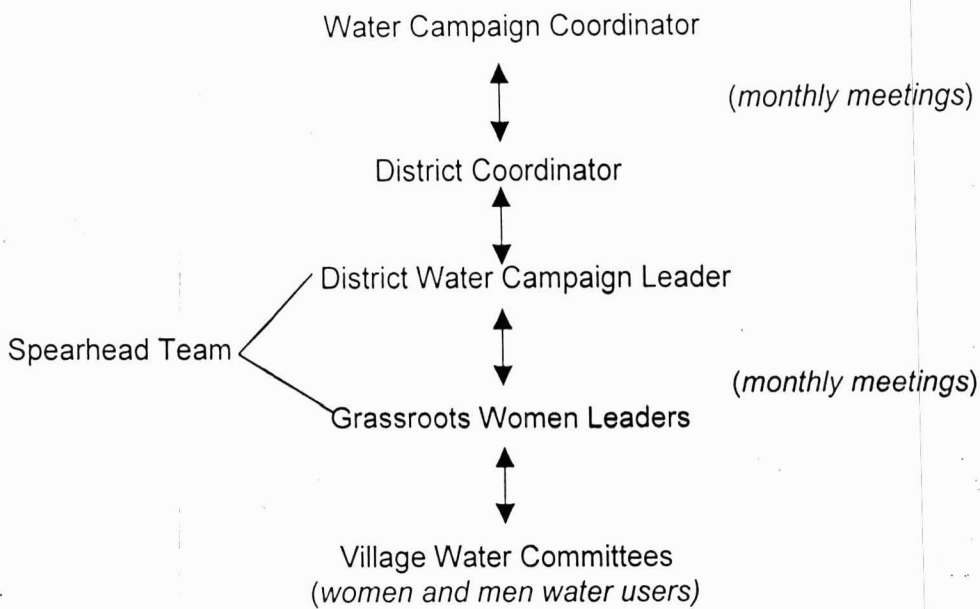 Water Campaign Coordinator
(monthly meetings)
District Coordinator
District Water Campaign Leader
Spearhead Team
(monthly meetings)
Grassroots Women Leaders
Village Water Committees
(women and men water users)